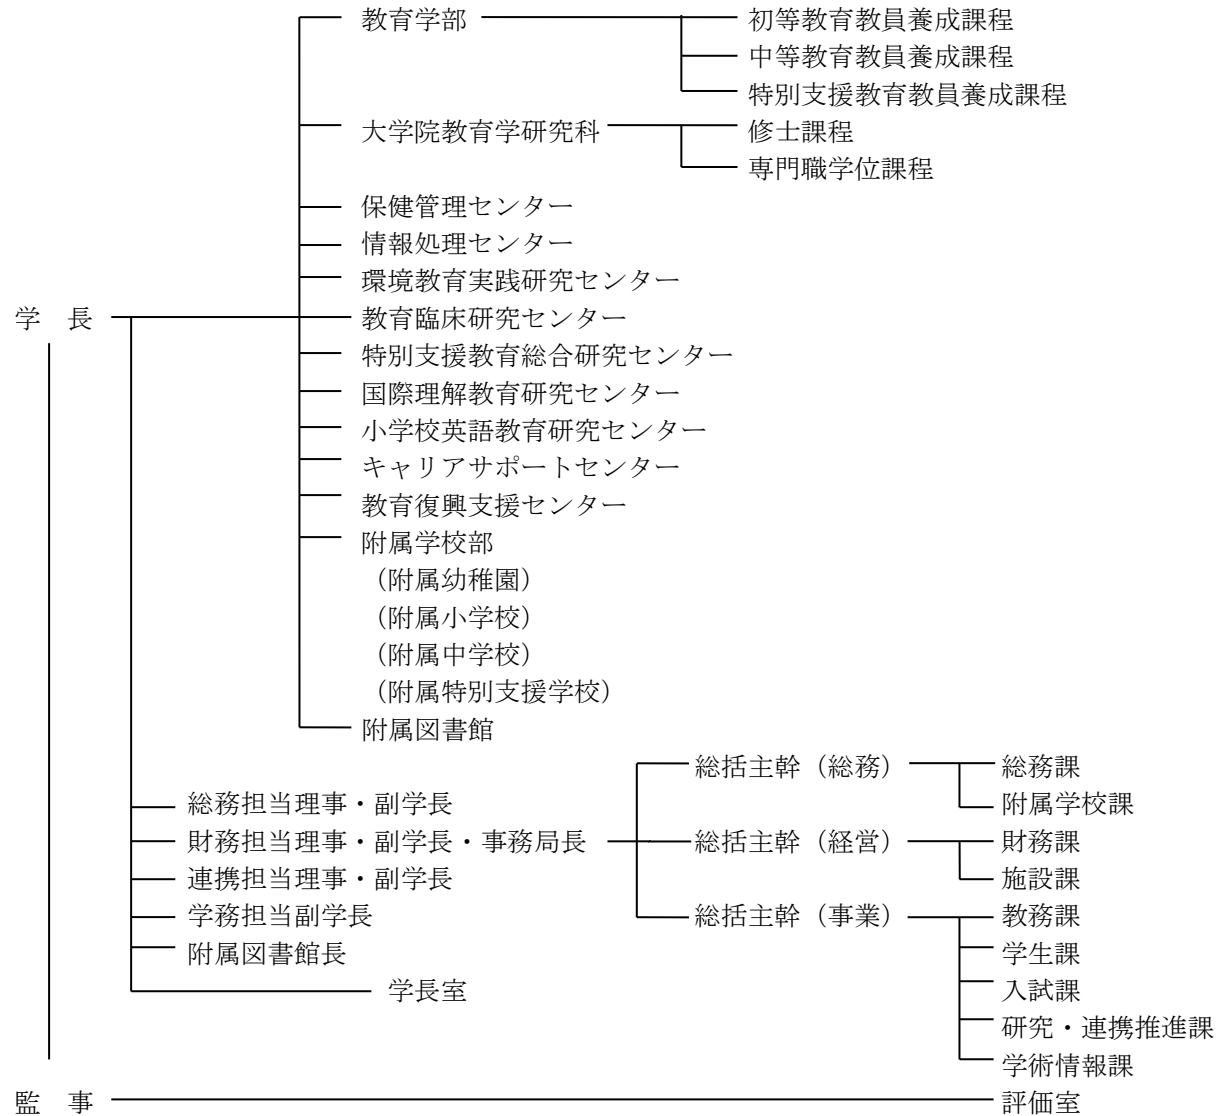 教育学部 初等教育教員養成課程
中等教育教員養成課程
特別支援教育教員養成課程
大学院教育学研究科 修士課程
専門職学位課程
保健管理センター
情報処理センター
環境教育実践研究センター
学　長 教育臨床研究センター
特別支援教育総合研究センター
国際理解教育研究センター
小学校英語教育研究センター
キャリアサポートセンター
教育復興支援センター
附属学校部
（附属幼稚園）
（附属小学校）
（附属中学校）
（附属特別支援学校）
附属図書館
総括主幹（総務） 総務課
総務担当理事・副学長 附属学校課
財務担当理事・副学長・事務局長 総括主幹（経営） 財務課
連携担当理事・副学長 施設課
学務担当副学長 総括主幹（事業） 教務課
附属図書館長 学生課
学長室 入試課
研究・連携推進課
学術情報課
監　事 評価室